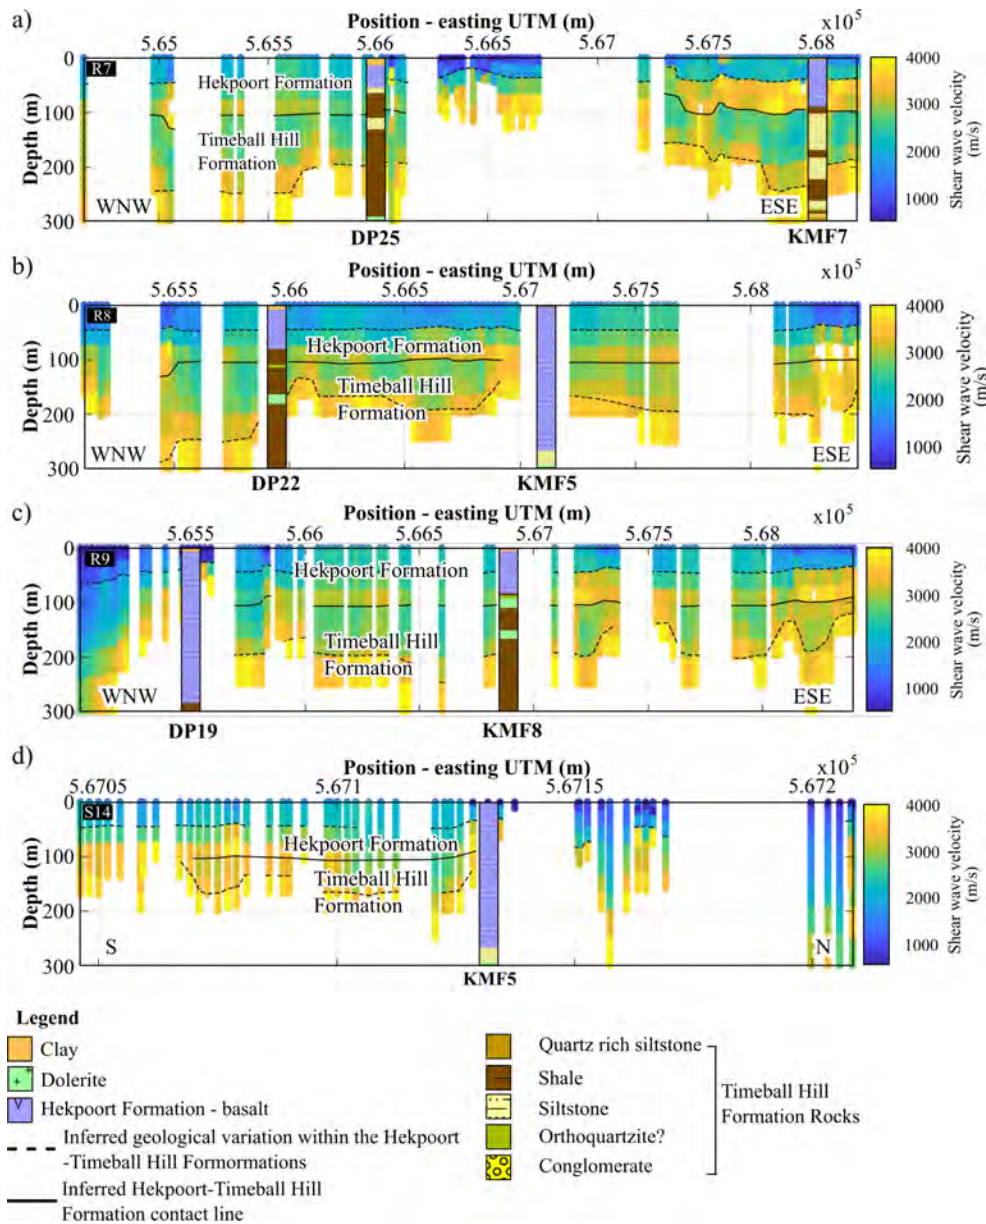 a)
Position - easting UTM (m)
x10⁵
5.65 5.655 5.66 5.665 5.67 5.675 5.68
R7
Hekpoort Formation
Timeball Hill
Formation
WNW
ESE
Depth (m)
0
100
200
300
DP25
KMF7
4000
3000
2000
1000
Shear wave velocity
(m/s)
b)
Position - easting UTM (m)
x10⁵
5.655 5.66 5.665 5.67 5.675 5.68
R8
Hekpoort Formation
Timeball Hill
Formation
WNW
ESE
Depth (m)
0
100
200
300
DP22
KMF5
4000
3000
2000
1000
Shear wave velocity
(m/s)
c)
Position - easting UTM (m)
x10⁵
5.655 5.66 5.665 5.67 5.675 5.68
R9
Hekpoort Formation
Timeball Hill
Formation
WNW
ESE
Depth (m)
0
100
200
300
DP19
KMF8
4000
3000
2000
1000
Shear wave velocity
(m/s)
d)
Position - easting UTM (m)
x10⁵
5.6705 5.671 5.6715 5.672
S14
Hekpoort Formation
Timeball Hill
Formation
S
N
Depth (m)
0
100
200
300
KMF5
4000
3000
2000
1000
Shear wave velocity
(m/s)
Legend
Clay
Dolerite
Hekpoort Formation - basalt
Inferred geological variation within the Hekpoort
-Timeball Hill Formormations
Inferred Hekpoort-Timeball Hill
Formation contact line
Quartz rich siltstone
Shale
Siltstone
Orthoquartzite?
Conglomerate
Timeball Hill
Formation Rocks